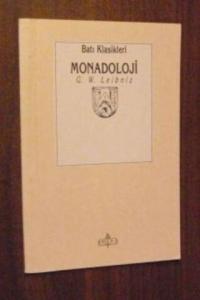 Batı Klasikleri
MONADOLOJİ
G. W. Leibniz